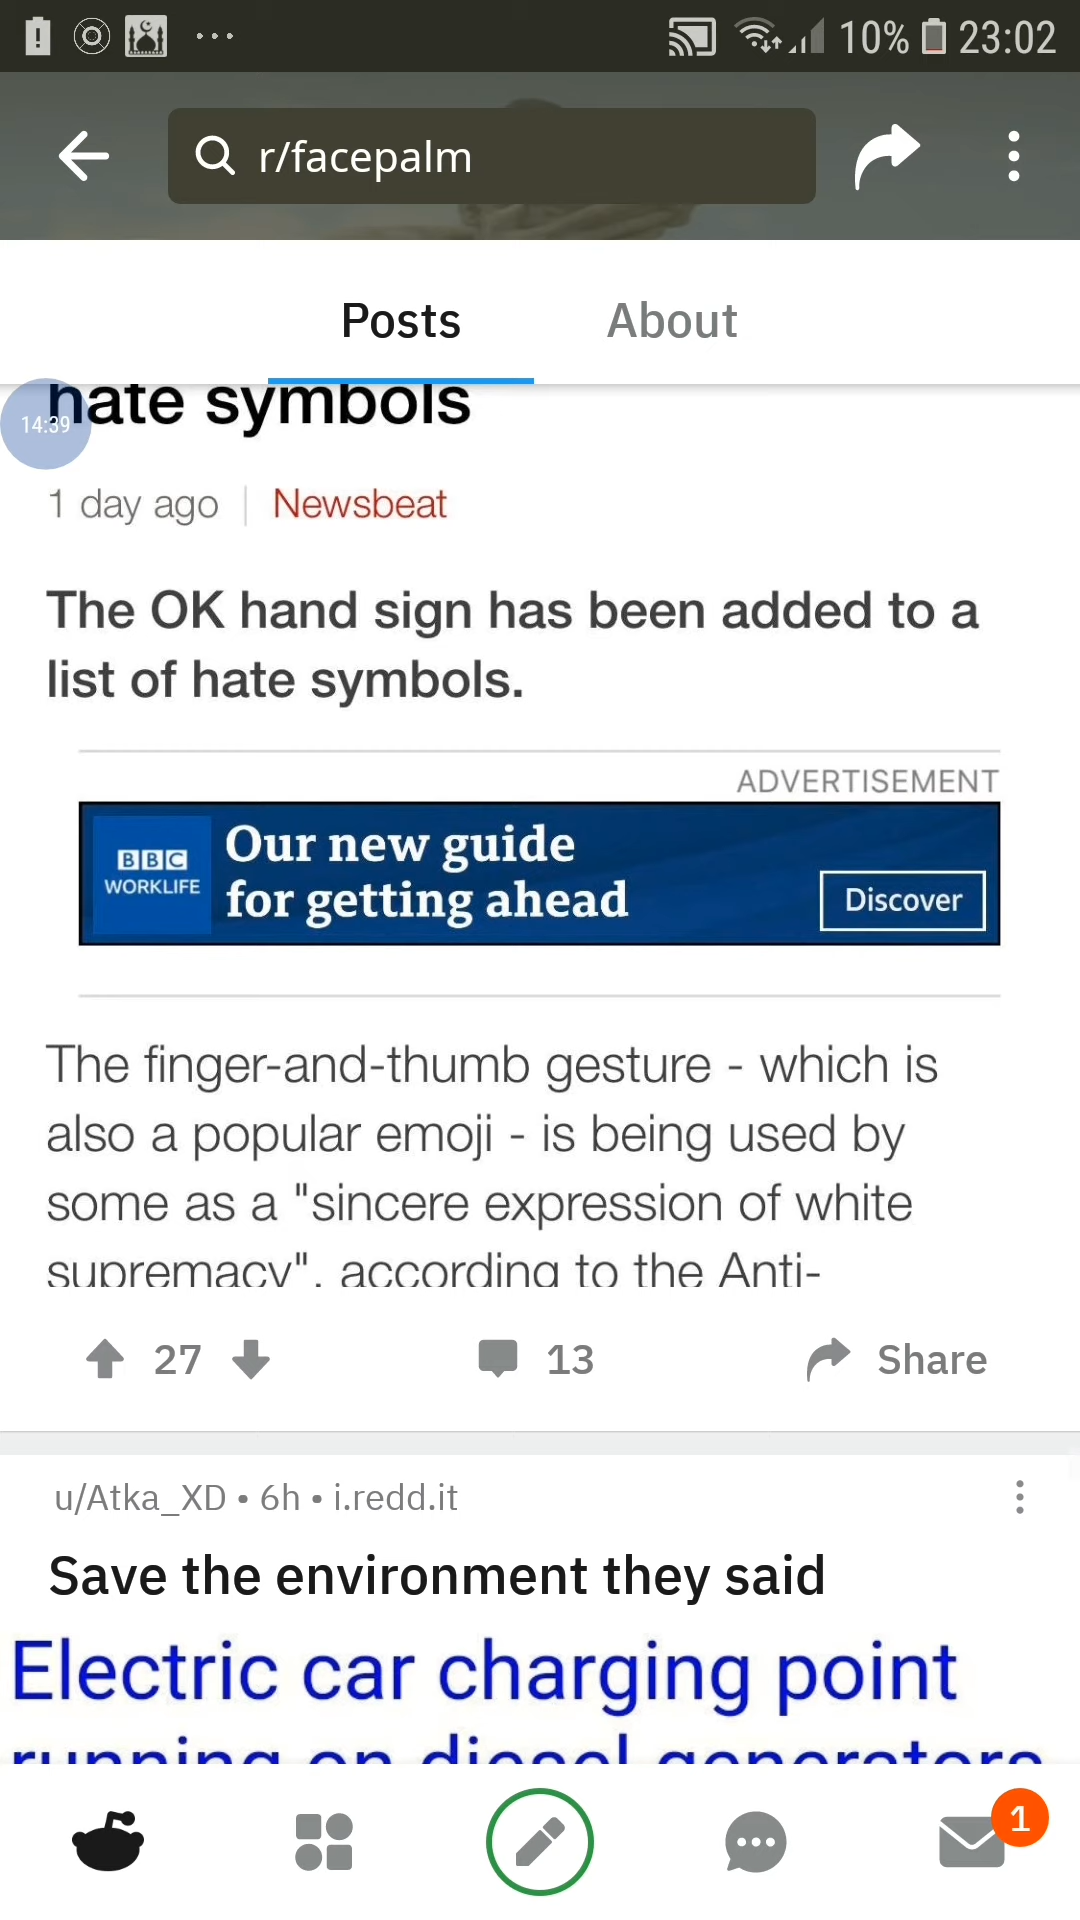 10% 23:02
r/facepalm
Posts About
hate symbols
14:39
1 day ago Newsbeat
The OK hand sign has been added to a
list of hate symbols.
ADVERTISEMENT
BBC
WORKLIFE
Our new guide
for getting ahead
Discover
The finger-and-thumb gesture - which is
also a popular emoji - is being used by
some as a "sincere expression of white
supremacy", according to the Anti-
27 13 Share
u/Atka_XD • 6h • i.redd.it
Save the environment they said
Electric car charging point
running on diesel generators
1